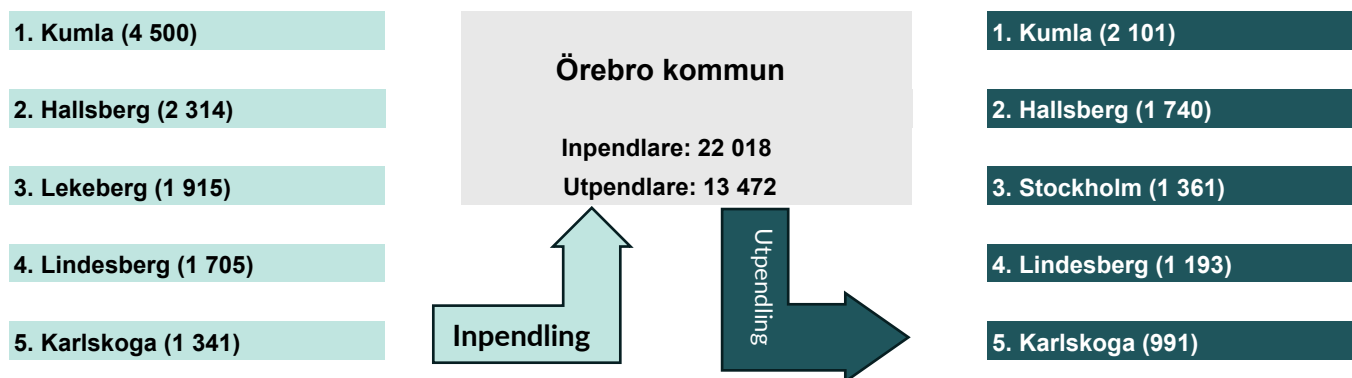 1. Kumla (4 500)
2. Hallsberg (2 314)
3. Lekeberg (1 915)
4. Lindesberg (1 705)
5. Karlskoga (1 341)
Örebro kommun
Inpendlare: 22 018
Utpendlare: 13 472
Inpendling
Utpendling
1. Kumla (2 101)
2. Hallsberg (1 740)
3. Stockholm (1 361)
4. Lindesberg (1 193)
5. Karlskoga (991)